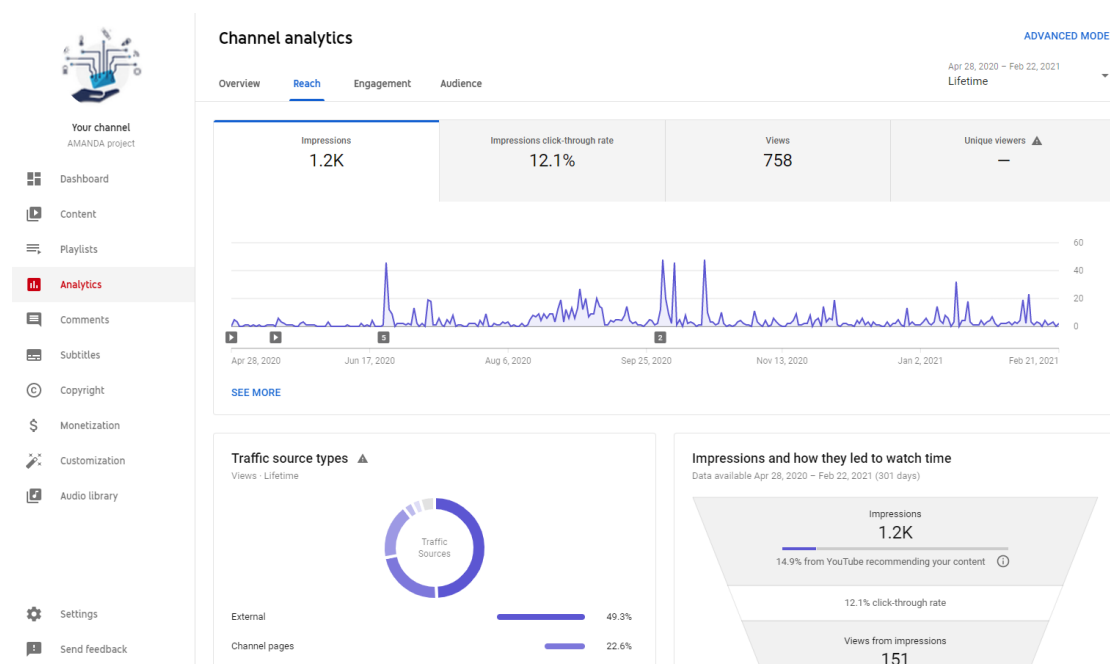 Channel analytics
ADVANCED MODE
Overview
Reach
Engagement
Audience
Apr 28, 2020 – Feb 22, 2021
Lifetime
Your channel
AMANDA project
Dashboard
Content
Playlists
Analytics
Comments
Subtitles
Copyright
Monetization
Customization
Audio library
Settings
Send feedback
Impressions
1.2K
Impressions click-through rate
12.1%
Views
758
Unique viewers
—
60
40
20
0
5
2
Apr 28, 2020
Jun 17, 2020
Aug 6, 2020
Sep 25, 2020
Nov 13, 2020
Jan 2, 2021
Feb 21, 2021
SEE MORE
Traffic source types
Views · Lifetime
Traffic
Sources
External 49.3%
Channel pages 22.6%
Impressions and how they led to watch time
Data available Apr 28, 2020 – Feb 22, 2021 (301 days)
Impressions
1.2K
14.9% from YouTube recommending your content
12.1% click-through rate
Views from impressions
151